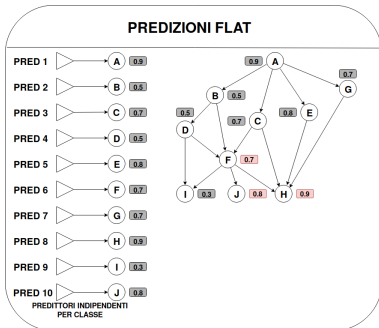 PREDIZIONI FLAT
PRED 1 A 0.9
PRED 2 B 0.5
PRED 3 C 0.7
PRED 4 D 0.5
PRED 5 E 0.8
PRED 6 F 0.7
PRED 7 G 0.7
PRED 8 H 0.9
PRED 9 I 0.3
PRED 10 J 0.8
PREDITTORI INDIPENDENTI
PER CLASSE
0.9 A
0.7
G
B 0.5
0.5
D
0.7 C
0.8 E
F 0.7
I 0.3
J 0.8
H 0.9